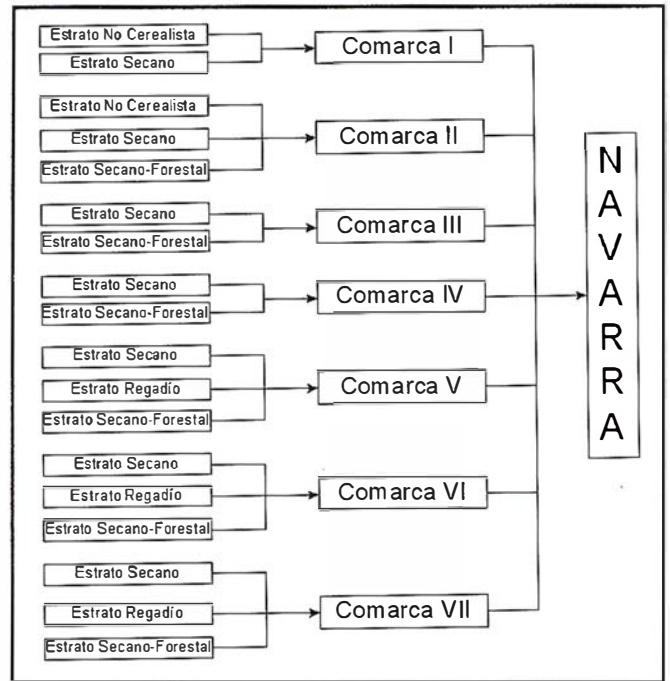 Estrato No Cerealista
Estrato Secano
Comarca I
Estrato No Cerealista
Estrato Secano
Estrato Secano-Forestal
Comarca II
Estrato Secano
Estrato Secano-Forestal
Comarca III
Estrato Secano
Estrato Secano-Forestal
Comarca IV
Estrato Secano
Estrato Regadío
Estrato Secano-Forestal
Comarca V
Estrato Secano
Estrato Regadío
Estrato Secano-Forestal
Comarca VI
Estrato Secano
Estrato Regadío
Estrato Secano-Forestal
Comarca VII
NAVARRA